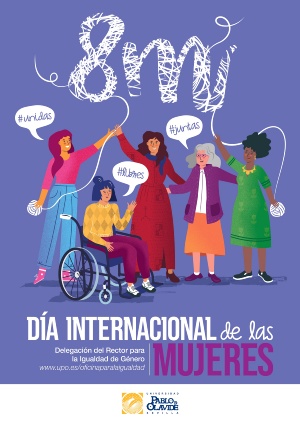 8m
#unidas
#juntas
#libres
DÍA INTERNACIONAL de las
MUJERES
Delegación del Rector para
la Igualdad de Género
www.upo.es/oficinaparalaigualdad
UNIVERSIDAD
PABLO DE
OLAVIDE
SEVILLA